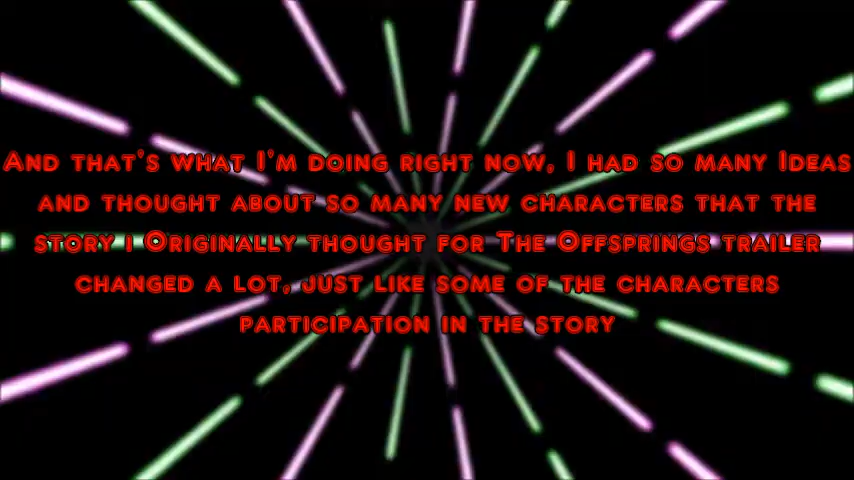 And that's what I'm doing right now, I had so many Ideas
and thought about so many new characters that the
story i Originally thought for The Offsprings trailer
changed a lot, just like some of the characters
participation in the story